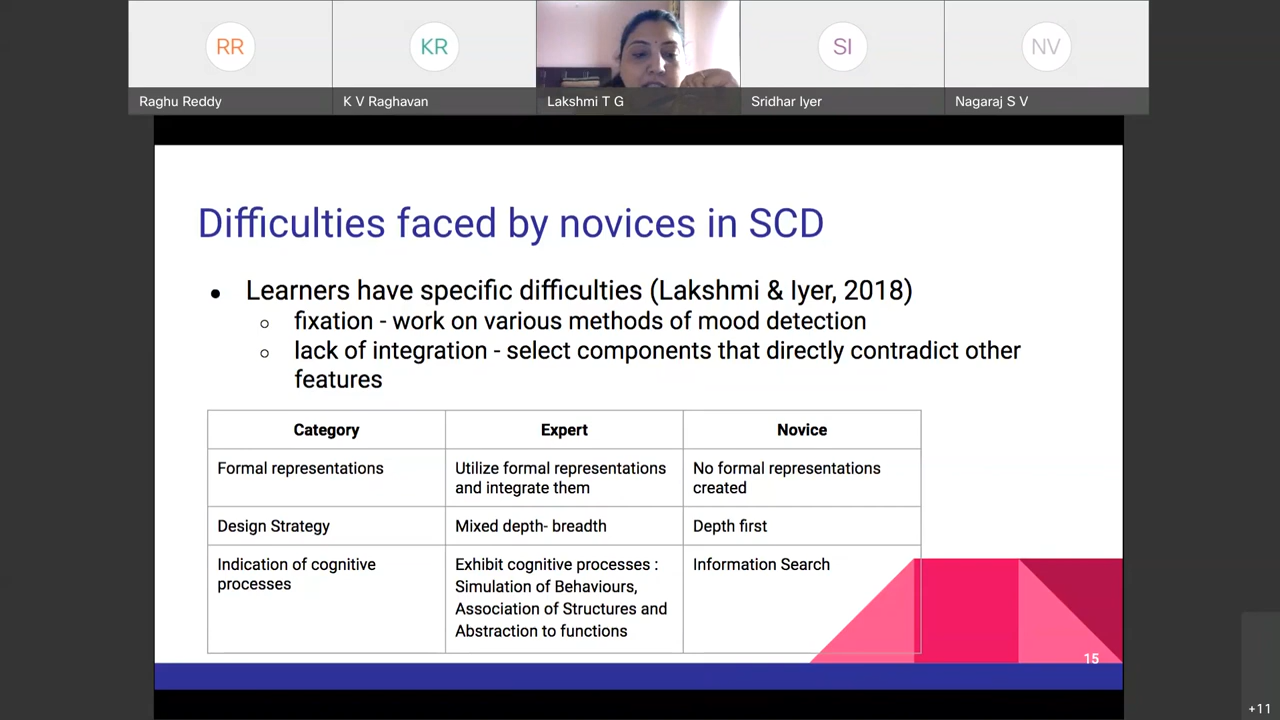 RR
KR
SI
NV
Raghu Reddy
K V Raghavan
Lakshmi T G
Sridhar Iyer
Nagaraj S V
Difficulties faced by novices in SCD
● Learners have specific difficulties (Lakshmi & Iyer, 2018)
○ fixation - work on various methods of mood detection
○ lack of integration - select components that directly contradict other
features
Category
Expert
Novice
Formal representations
Utilize formal representations
and integrate them
No formal representations
created
Design Strategy
Mixed depth- breadth
Depth first
Indication of cognitive
processes
Exhibit cognitive processes :
Simulation of Behaviours,
Association of Structures and
Abstraction to functions
Information Search
15
+11